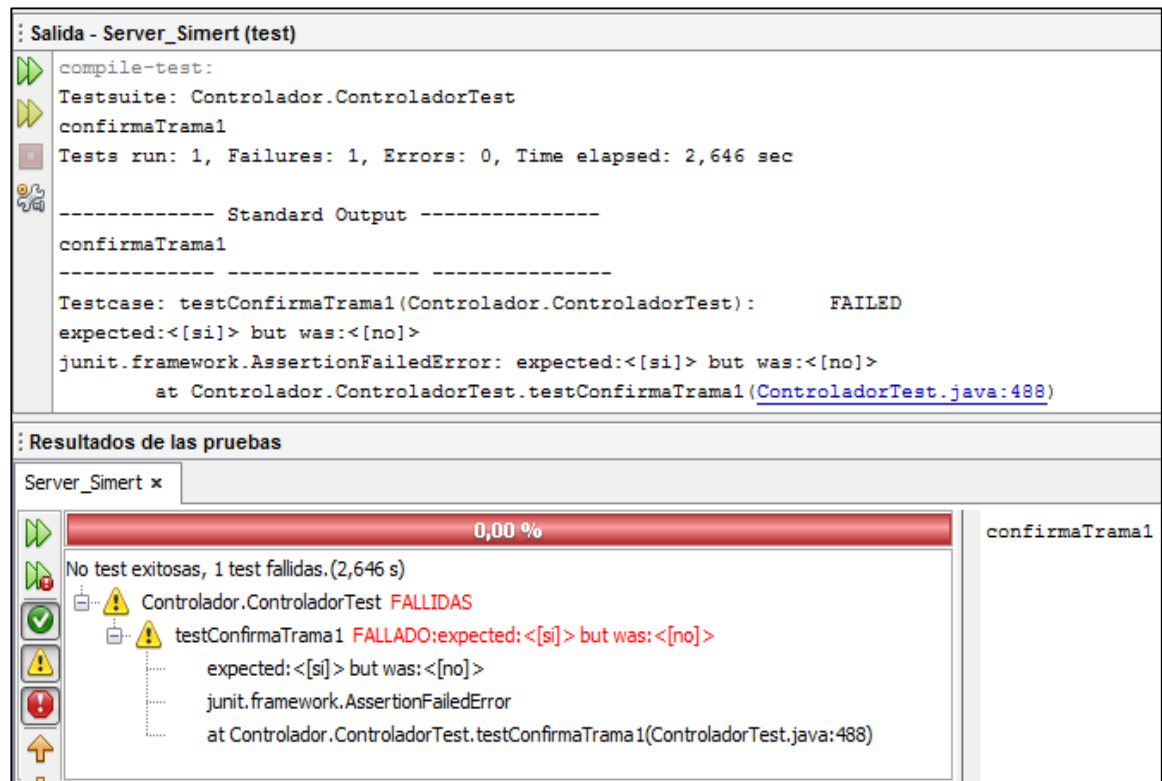 Salida - Server_Simert (test)
compile-test:
Testsuite: Controlador.ControladorTest
confirmaTrama1
Tests run: 1, Failures: 1, Errors: 0, Time elapsed: 2,646 sec
------------- Standard Output ---------------
confirmaTrama1
------------- ---------------- ---------------
Testcase: testConfirmaTrama1(Controlador.ControladorTest): FAILED
expected:<[si]> but was:<[no]>
junit.framework.AssertionFailedError: expected:<[si]> but was:<[no]>
at Controlador.ControladorTest.testConfirmaTrama1(ControladorTest.java:488)
Resultados de las pruebas
Server_Simert ×
0,00 %
confirmaTrama1
No test exitosas, 1 test fallidas.(2,646 s)
Controlador.ControladorTest FALLIDAS
testConfirmaTrama1 FALLADO:expected:<[si]> but was:<[no]>
expected:<[si]> but was:<[no]>
junit.framework.AssertionFailedError
at Controlador.ControladorTest.testConfirmaTrama1(ControladorTest.java:488)